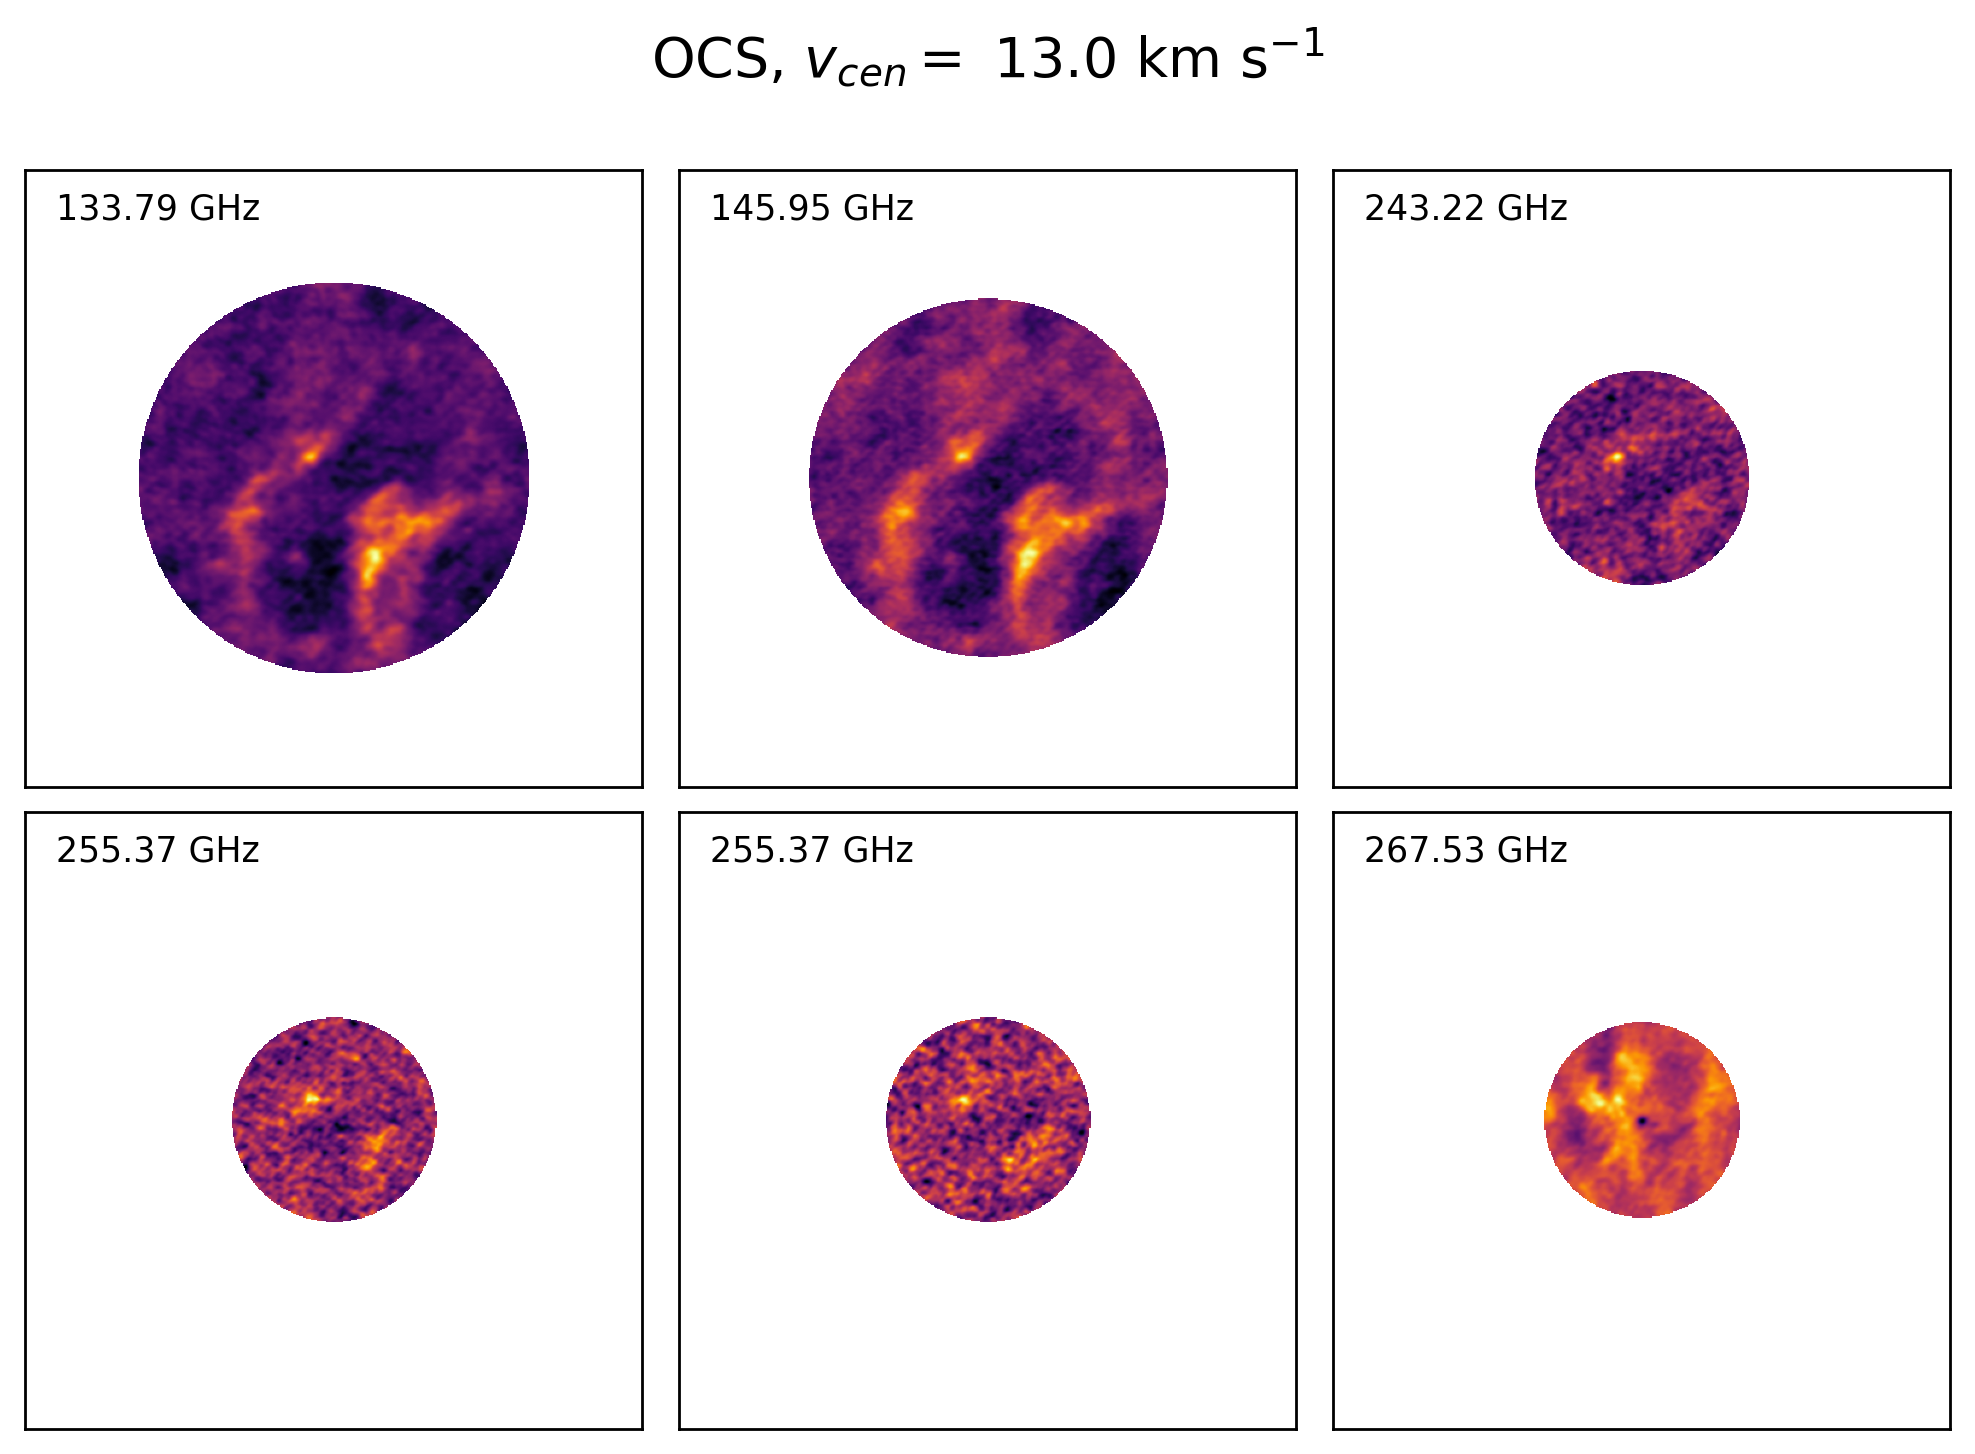 OCS, v_cen = 13.0 km s⁻¹
133.79 GHz
145.95 GHz
243.22 GHz
255.37 GHz
255.37 GHz
267.53 GHz